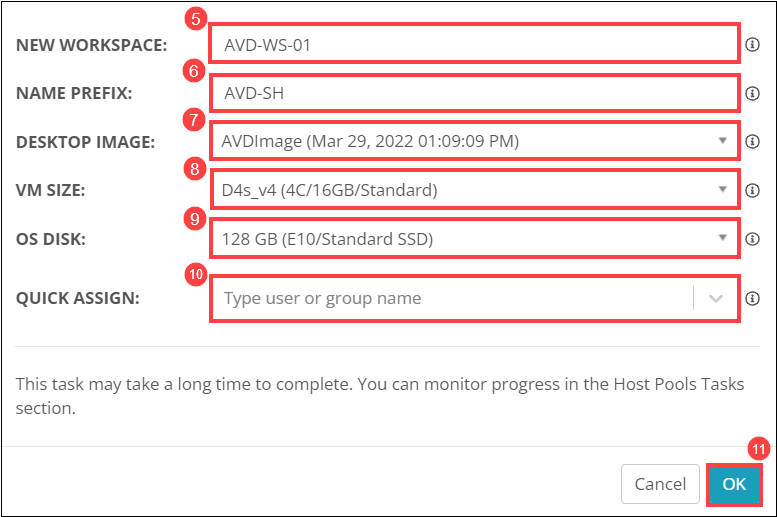 5
NEW WORKSPACE: AVD-WS-01
6
NAME PREFIX: AVD-SH
7
DESKTOP IMAGE: AVDImage (Mar 29, 2022 01:09:09 PM)
8
VM SIZE: D4s_v4 (4C/16GB/Standard)
9
OS DISK: 128 GB (E10/Standard SSD)
10
QUICK ASSIGN: Type user or group name
This task may take a long time to complete. You can monitor progress in the Host Pools Tasks
section.
11
Cancel OK